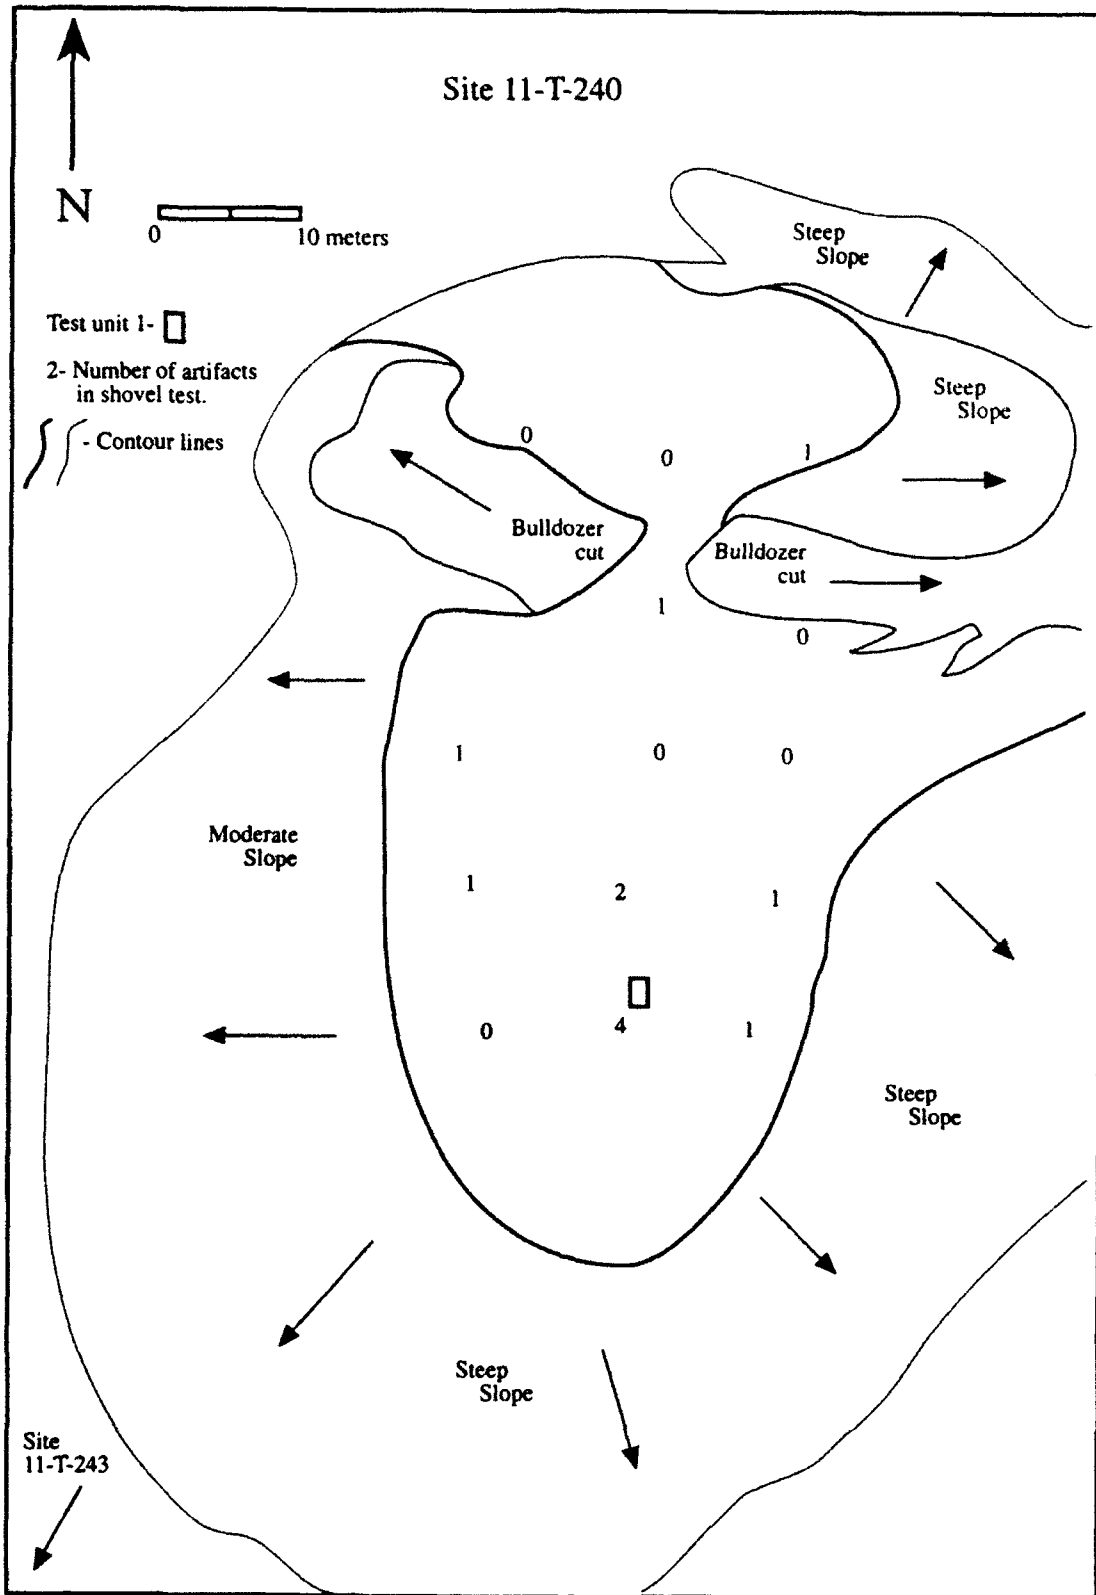 Site 11-T-240
N
0 10 meters
Test unit 1-
2- Number of artifacts
in shovel test.
- Contour lines
Steep
Slope
Steep
Slope
0
0
1
Bulldozer
cut
Bulldozer
cut
1
0
1
0
0
Moderate
Slope
1
2
1
0
4
1
Steep
Slope
Steep
Slope
Site
11-T-243